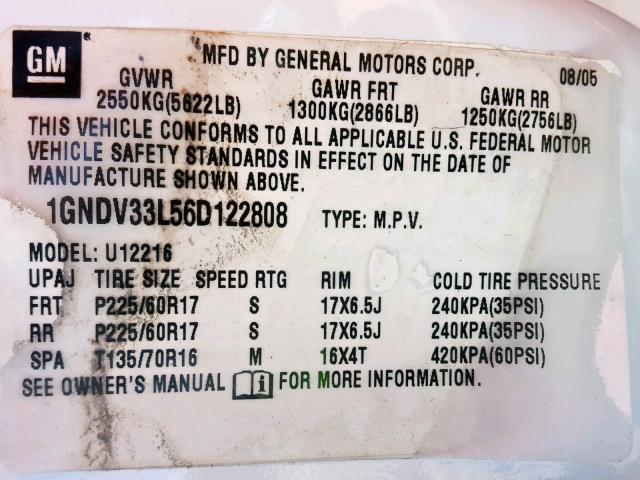 GM
MFD BY GENERAL MOTORS CORP. 08/05
GVWR GAWR FRT GAWR RR
2550KG(5622LB) 1300KG(2866LB) 1250KG(2756LB)
THIS VEHICLE CONFORMS TO ALL APPLICABLE U.S. FEDERAL MOTOR
VEHICLE SAFETY STANDARDS IN EFFECT ON THE DATE OF
MANUFACTURE SHOWN ABOVE.
1GNDV33L56D122808 TYPE: M.P.V.
MODEL: U12216
UPAJ TIRE SIZE SPEED RTG RIM COLD TIRE PRESSURE
FRT P225/60R17 S 17X6.5J 240KPA(35PSI)
RR P225/60R17 S 17X6.5J 240KPA(35PSI)
SPA T135/70R16 M 16X4T 420KPA(60PSI)
SEE OWNER'S MANUAL i FOR MORE INFORMATION.